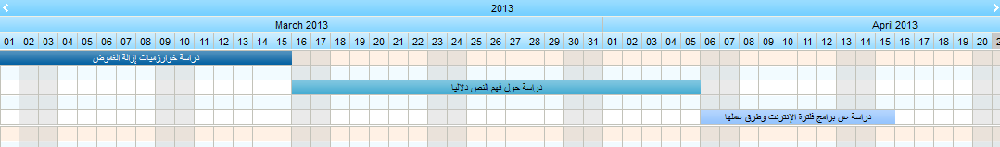 2013
March 2013 April 2013
01 02 03 04 05 06 07 08 09 10 11 12 13 14 15 16 17 18 19 20 21 22 23 24 25 26 27 28 29 30 31 01 02 03 04 05 06 07 08 09 10 11 12 13 14 15 16 17 18 19 20
دراسة خوارزميات إزالة الغموض
دراسة حول فهم النص دلاليا
دراسة عن برامج فلترة الإنترنت وطرق عملها